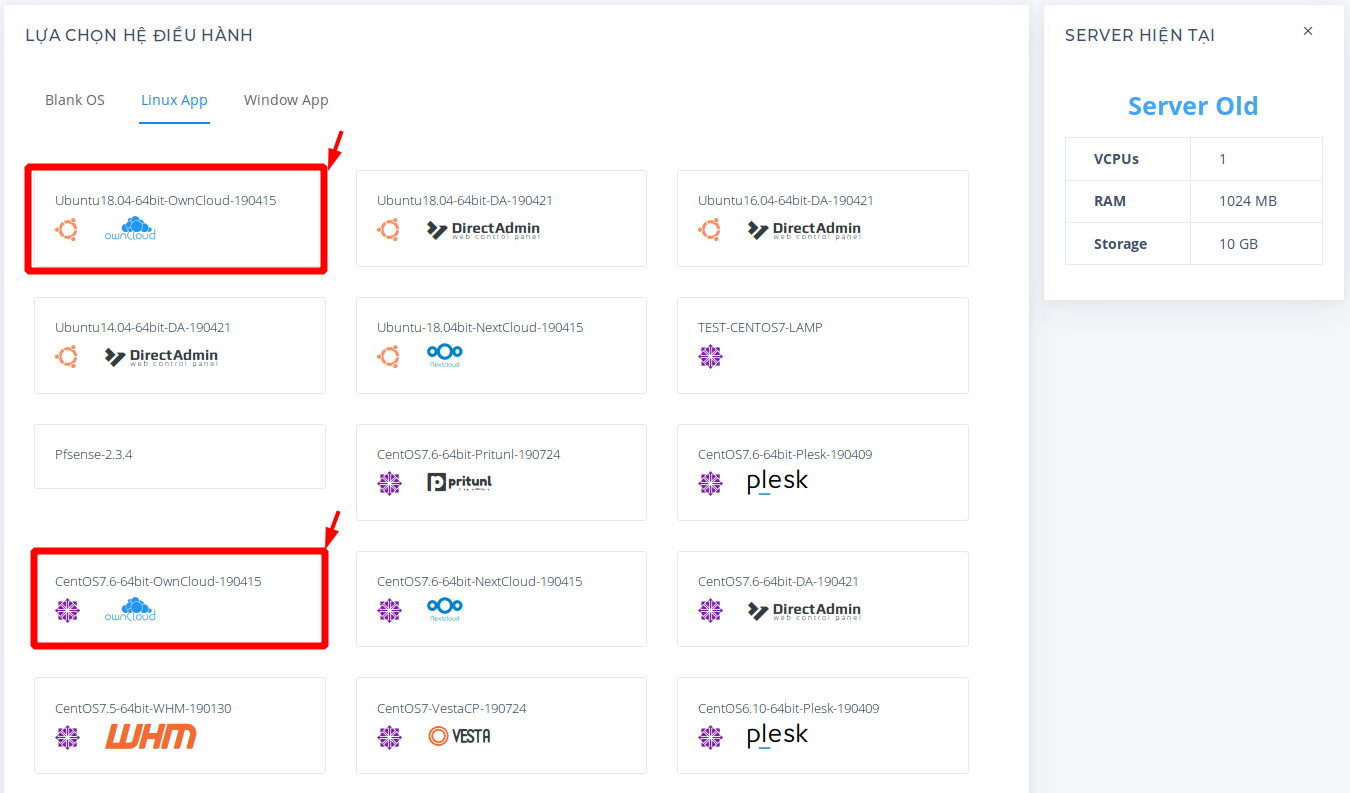 LỰA CHỌN HỆ ĐIỀU HÀNH
Blank OS Linux App Window App
Ubuntu18.04-64bit-OwnCloud-190415
ownCloud
Ubuntu18.04-64bit-DA-190421
DirectAdmin
web control panel
Ubuntu16.04-64bit-DA-190421
DirectAdmin
web control panel
Ubuntu14.04-64bit-DA-190421
DirectAdmin
web control panel
Ubuntu-18.04bit-NextCloud-190415
Nextcloud
TEST-CENTOS7-LAMP
Pfsense-2.3.4
CentOS7.6-64bit-Pritunl-190724
pritunl
CentOS7.6-64bit-Plesk-190409
plesk
CentOS7.6-64bit-OwnCloud-190415
ownCloud
CentOS7.6-64bit-NextCloud-190415
Nextcloud
CentOS7.6-64bit-DA-190421
DirectAdmin
web control panel
CentOS7.5-64bit-WHM-190130
WHM
CentOS7-VestaCP-190724
VESTA
CentOS6.10-64bit-Plesk-190409
plesk
SERVER HIỆN TẠI ×
Server Old
VCPUs 1
RAM 1024 MB
Storage 10 GB